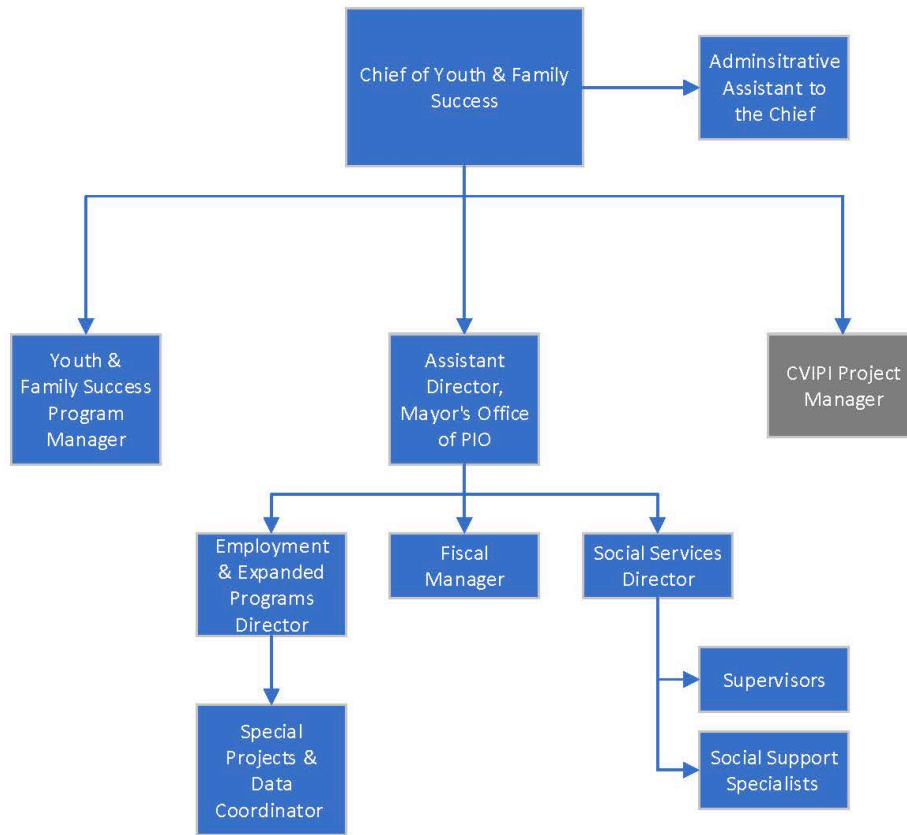 Chief of Youth & Family
Success
Adminsitrative
Assistant to
the Chief
Youth &
Family Success
Program
Manager
Assistant
Director,
Mayor's Office
of PIO
CVIPI Project
Manager
Employment
& Expanded
Programs
Director
Fiscal
Manager
Social Services
Director
Supervisors
Special
Projects &
Data
Coordinator
Social Support
Specialists